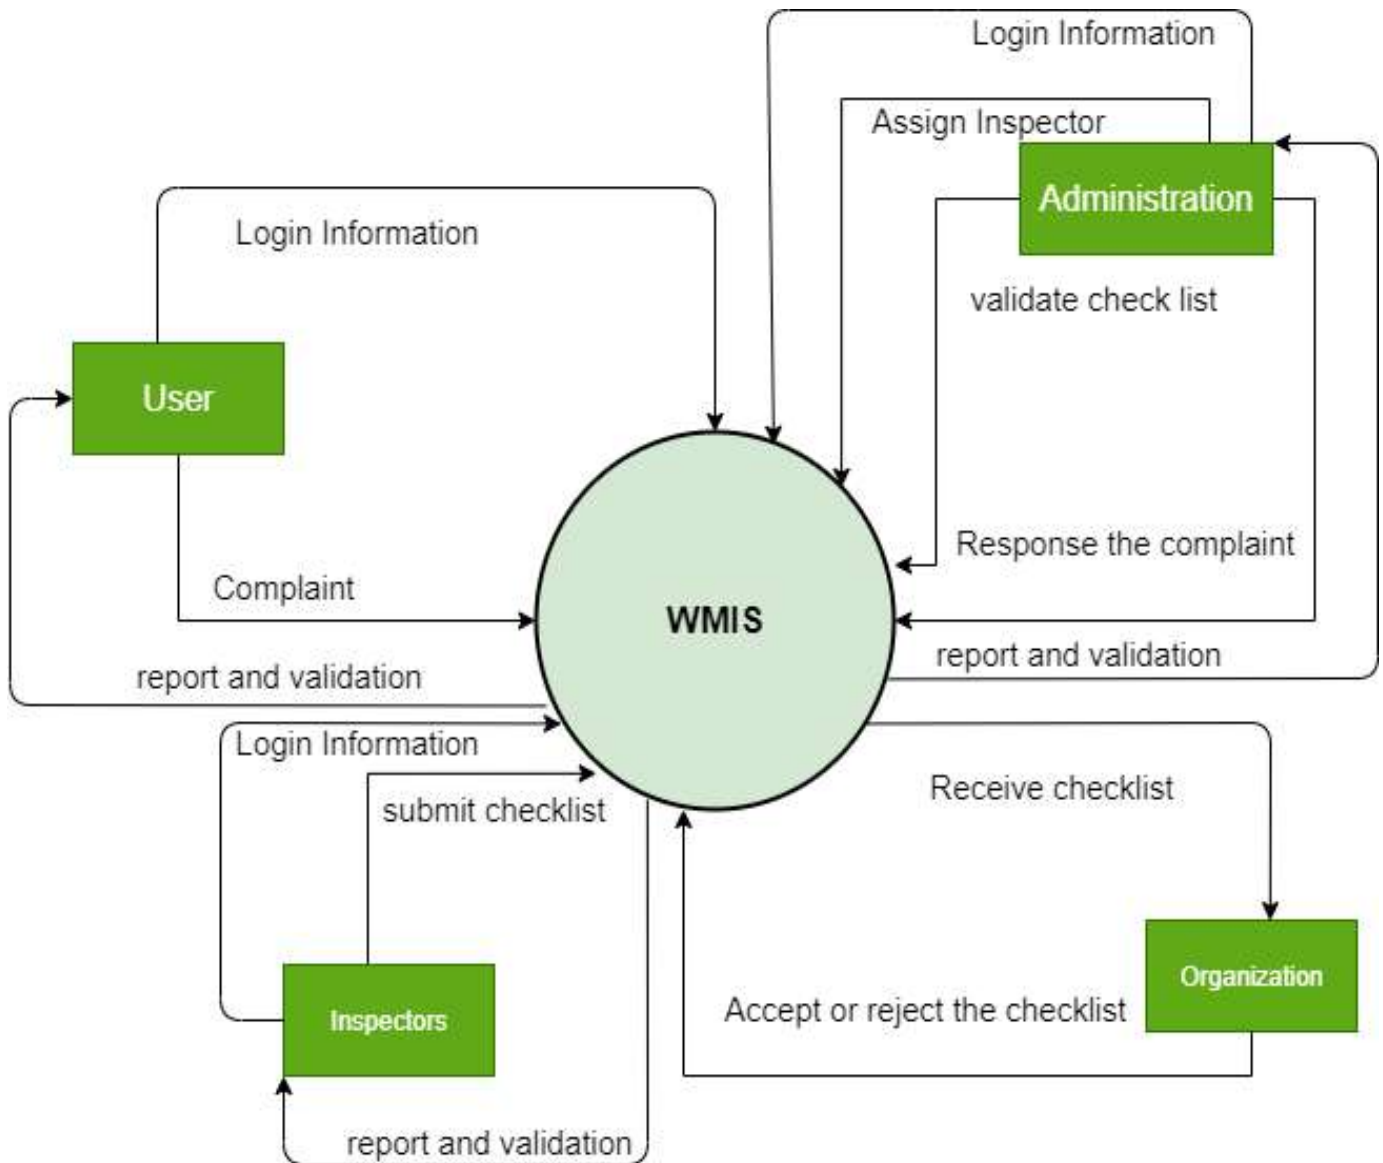 Login Information
Assign Inspector
Administration
Login Information
validate check list
User
Response the complaint
Complaint
WMIS
report and validation
report and validation
Login Information
Receive checklist
submit checklist
Organization
Accept or reject the checklist
Inspectors
report and validation